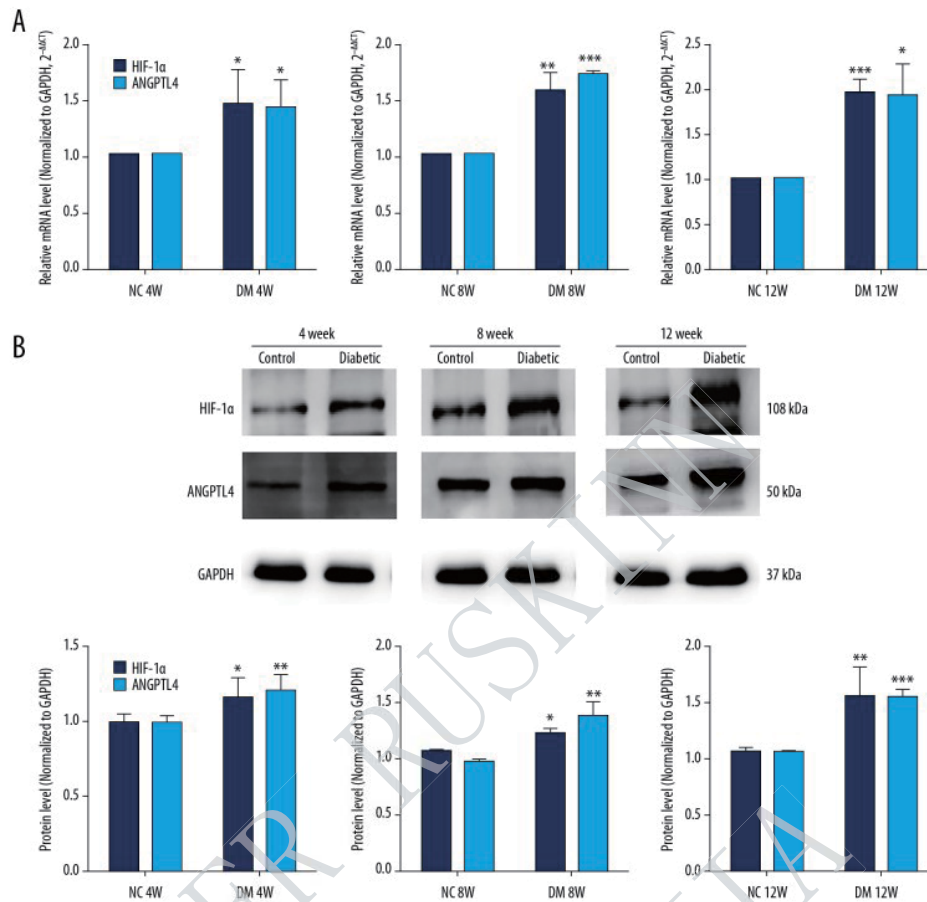 A
Relative mRNA level (Normalized to GAPDH, 2^–ΔΔCT)
2.0
1.5
1.0
0.5
0.0
HIF-1α
ANGPTL4
*
*
NC 4W
DM 4W
Relative mRNA level (Normalized to GAPDH, 2^–ΔΔCT)
2.0
1.5
1.0
0.5
0.0
**
***
NC 8W
DM 8W
Relative mRNA level (Normalized to GAPDH, 2^–ΔΔCT)
2.5
2.0
1.5
1.0
0.5
0.0
***
*
NC 12W
DM 12W
B
4 week
8 week
12 week
Control
Diabetic
Control
Diabetic
Control
Diabetic
HIF-1α
108 kDa
ANGPTL4
50 kDa
GAPDH
37 kDa
Protein level (Normalized to GAPDH)
1.5
1.0
0.5
0.0
HIF-1α
ANGPTL4
*
**
NC 4W
DM 4W
Protein level (Normalized to GAPDH)
2.0
1.5
1.0
0.5
0.0
*
**
NC 8W
DM 8W
Protein level (Normalized to GAPDH)
2.0
1.5
1.0
0.5
0.0
**
***
NC 12W
DM 12W
RUSKINN